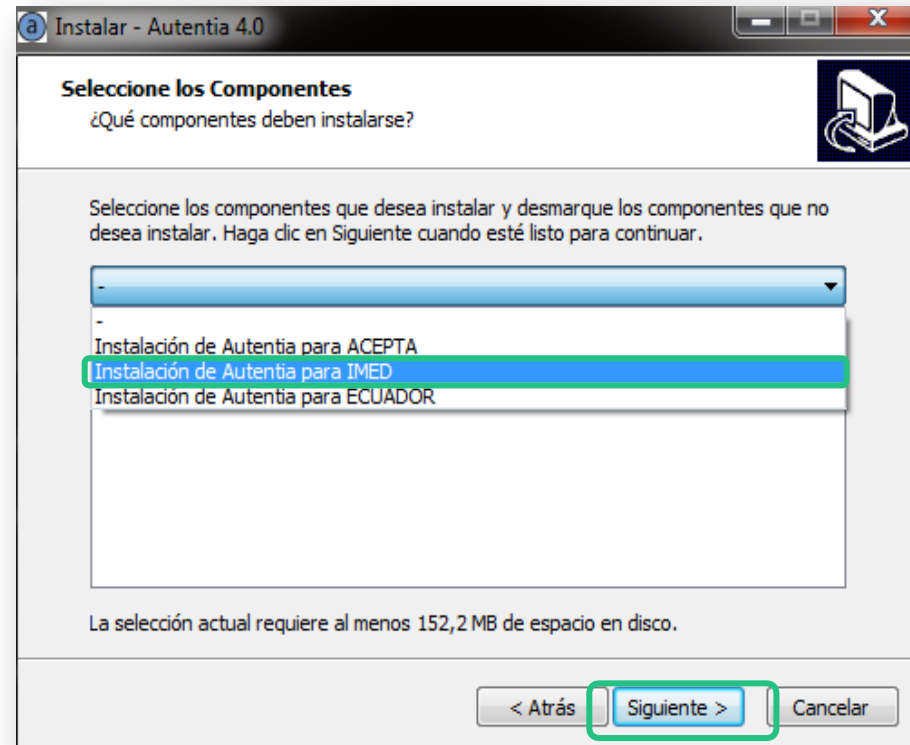 a Instalar - Autentia 4.0
Seleccione los Componentes
¿Qué componentes deben instalarse?
Seleccione los componentes que desea instalar y desmarque los componentes que no
desea instalar. Haga clic en Siguiente cuando esté listo para continuar.
-
-
Instalación de Autentia para ACEPTA
Instalación de Autentia para IMED
Instalación de Autentia para ECUADOR
La selección actual requiere al menos 152,2 MB de espacio en disco.
< Atrás Siguiente > Cancelar